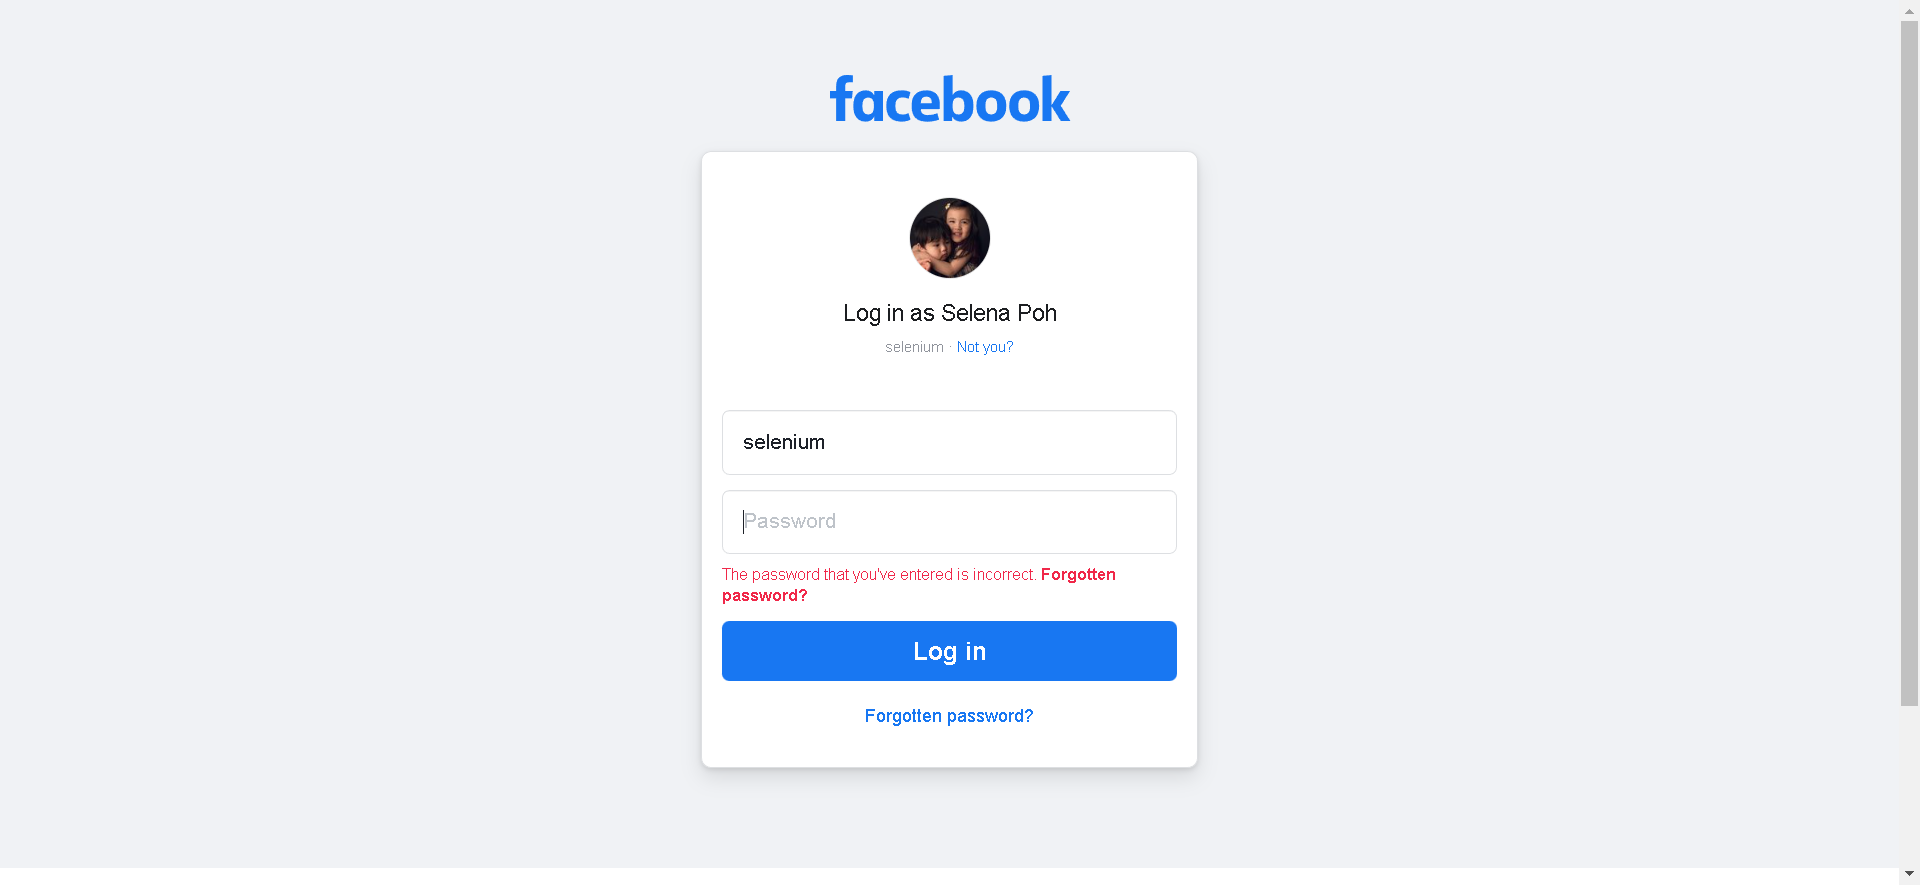 facebook
Log in as Selena Poh
selenium · Not you?
selenium
Password
The password that you've entered is incorrect. Forgotten
password?
Log in
Forgotten password?